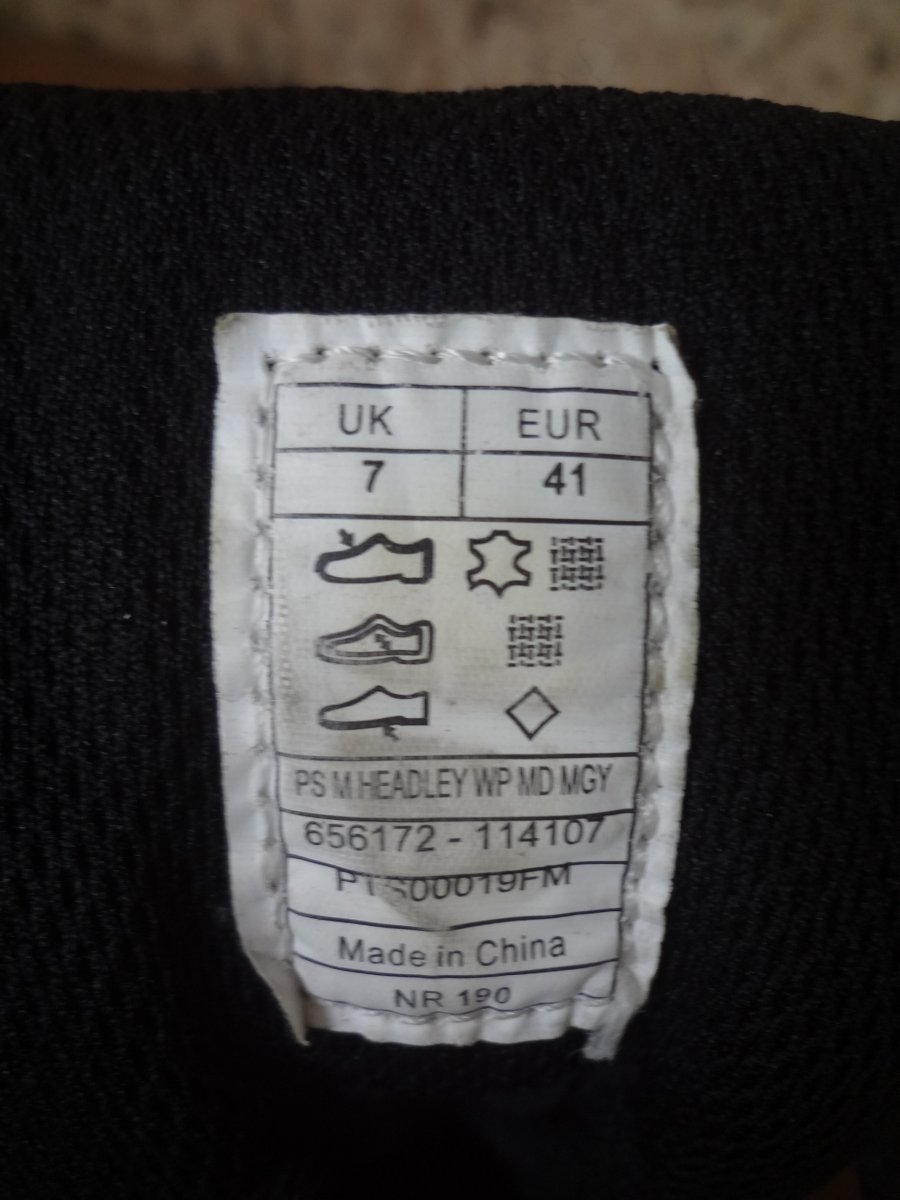 UK EUR
7 41
PS M HEADLEY WP MD MGY
656172 - 114107
Made in China
NR 190